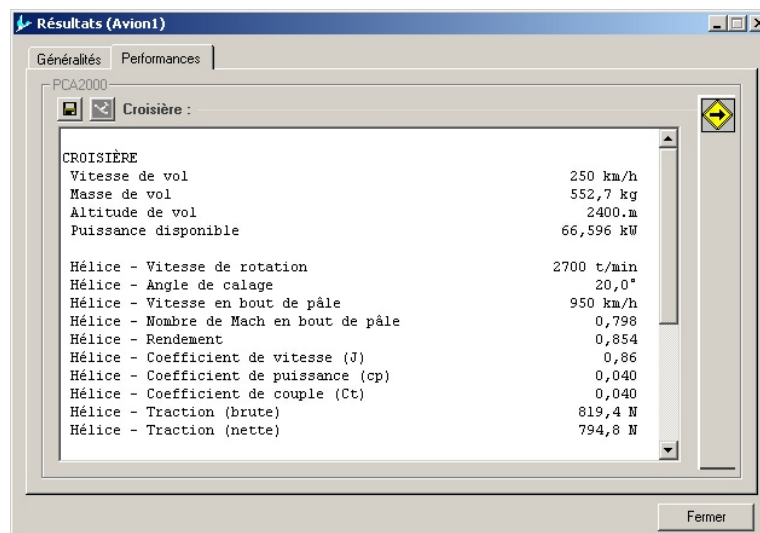 Résultats (Avion1)
Généralités Performances
PCA2000
Croisière :
CROISIÈRE
Vitesse de vol 250 km/h
Masse de vol 552,7 kg
Altitude de vol 2400.m
Puissance disponible 66,596 kW
Hélice - Vitesse de rotation 2700 t/min
Hélice - Angle de calage 20,0°
Hélice - Vitesse en bout de pâle 950 km/h
Hélice - Nombre de Mach en bout de pâle 0,798
Hélice - Rendement 0,854
Hélice - Coefficient de vitesse (J) 0,86
Hélice - Coefficient de puissance (cp) 0,040
Hélice - Coefficient de couple (Ct) 0,040
Hélice - Traction (brute) 819,4 N
Hélice - Traction (nette) 794,8 N
Fermer